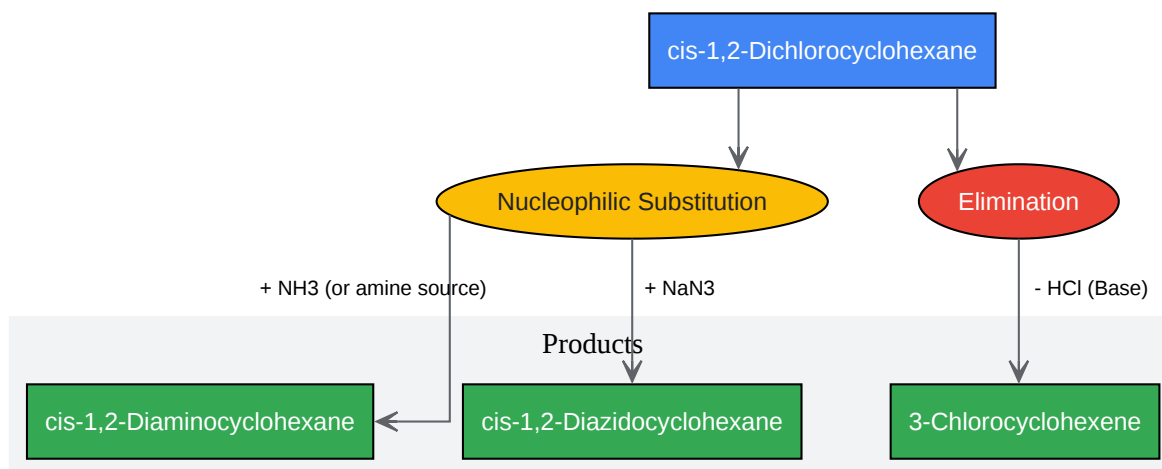 cis-1,2-Dichlorocyclohexane
Nucleophilic Substitution
Elimination
+ NH3 (or amine source)
+ NaN3
- HCl (Base)
Products
cis-1,2-Diaminocyclohexane
cis-1,2-Diazidocyclohexane
3-Chlorocyclohexene